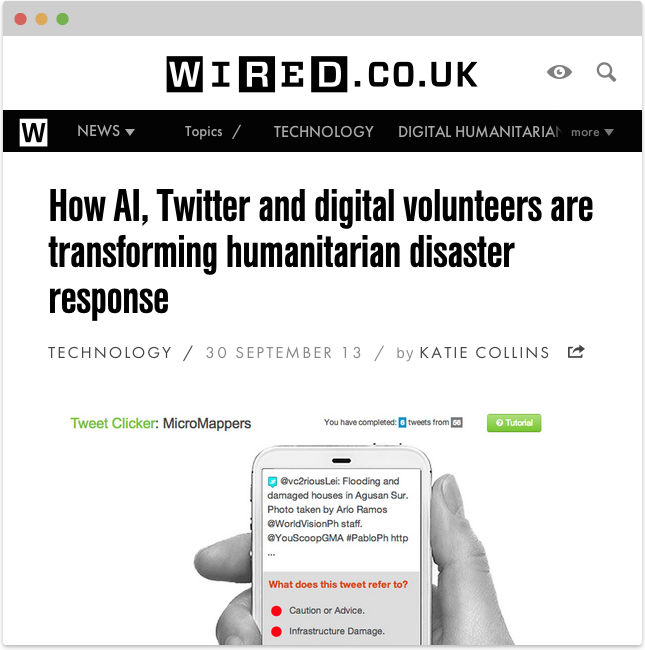 WIRED.CO.UK
W NEWS Topics / TECHNOLOGY DIGITAL HUMANITARIAN more
How AI, Twitter and digital volunteers are
transforming humanitarian disaster
response
TECHNOLOGY / 30 SEPTEMBER 13 / by KATIE COLLINS
Tweet Clicker: MicroMappers
You have completed: 6 tweets from 56
Tutorial
@vc2riousLei: Flooding and
damaged houses in Agusan Sur.
Photo taken by Arlo Ramos
@WorldVisionPh staff.
@YouScoopGMA #PabloPh http
...
What does this tweet refer to?
Caution or Advice.
Infrastructure Damage.